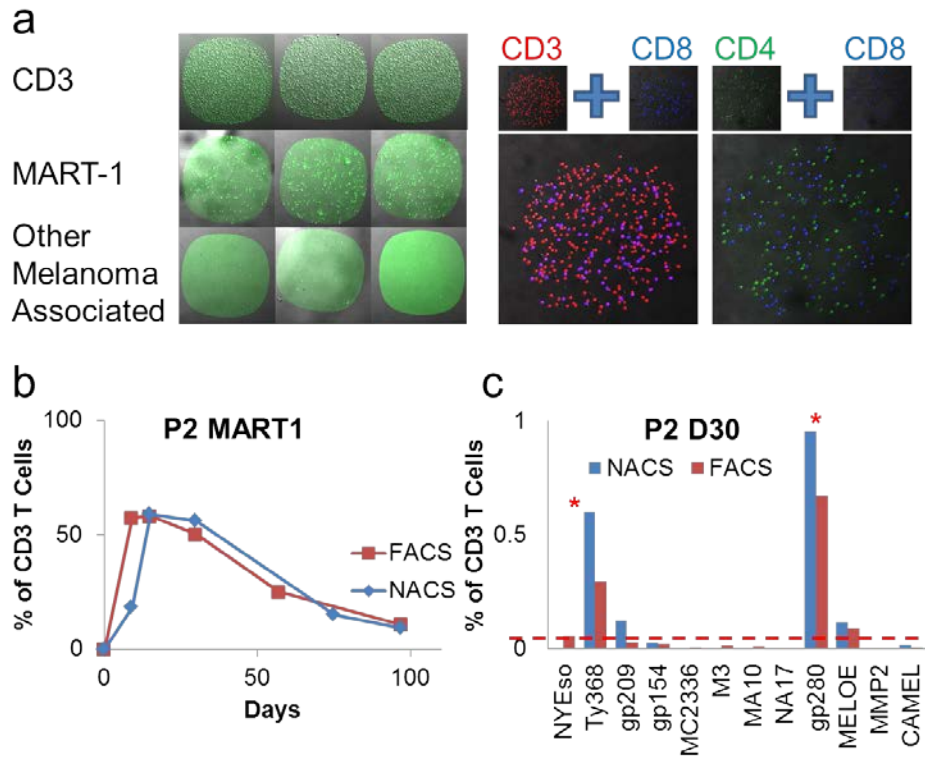 a
CD3
MART-1
Other
Melanoma
Associated
CD3 CD8 CD4 CD8
b
P2 MART1
100
50
0
0 50 100
% of CD3 T Cells
Days
FACS
NACS
c
P2 D30
NACS FACS
1
0.5
0
% of CD3 T Cells
*
*
NYEso
Ty368
gp209
gp154
MC2336
M3
MA10
NA17
gp280
MELOE
MMP2
CAMEL